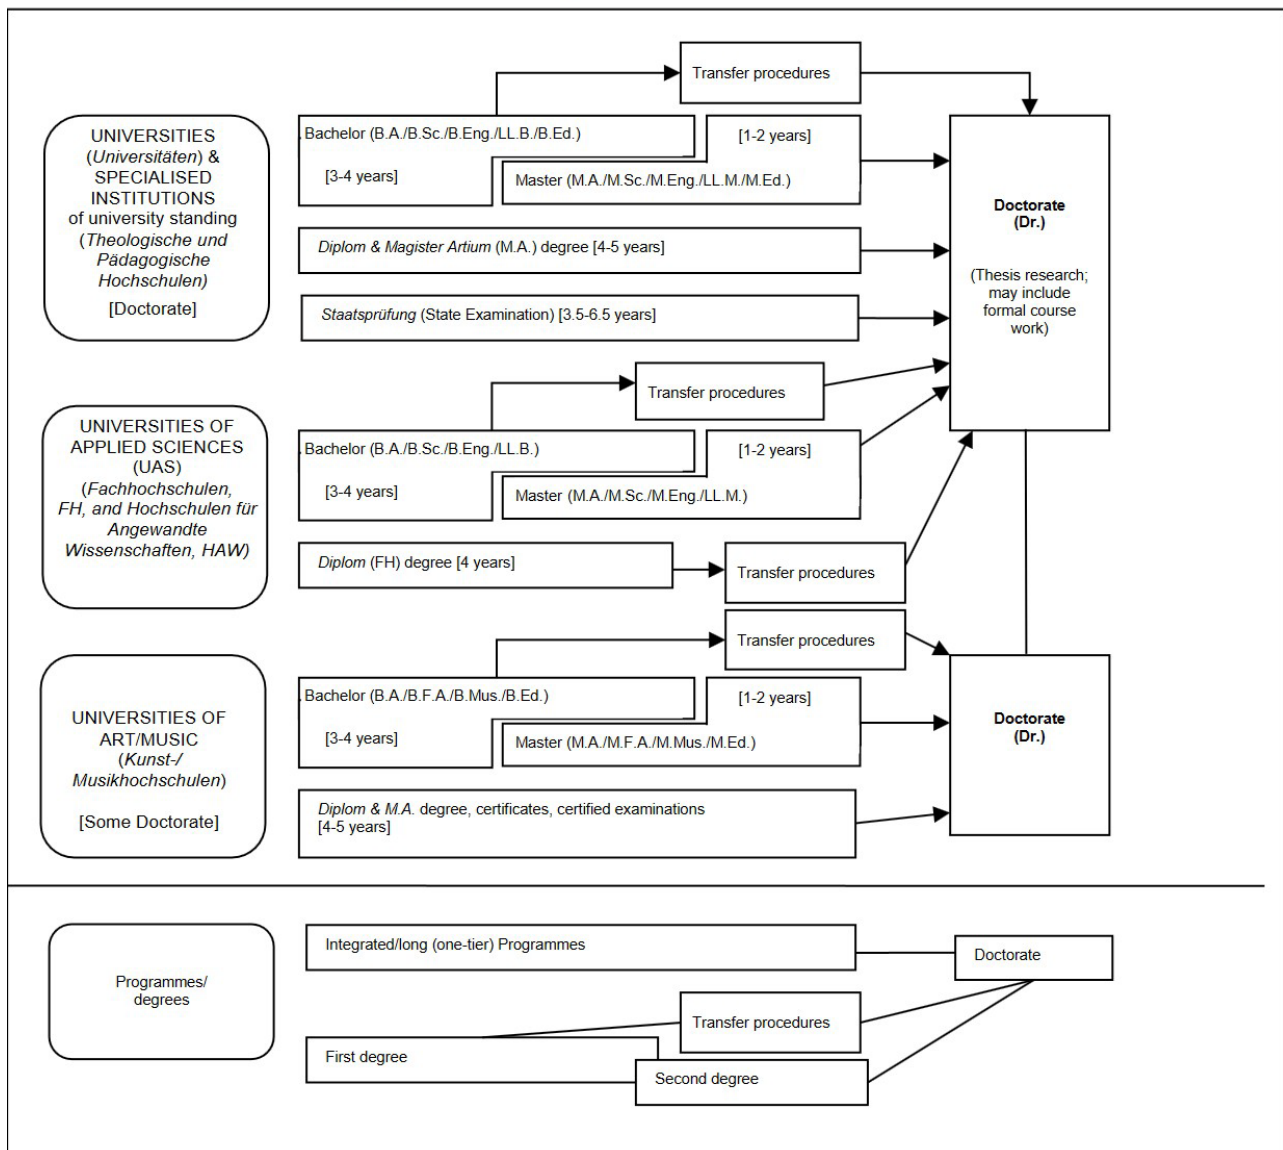 Transfer procedures
UNIVERSITIES
(Universitäten) &
SPECIALISED
INSTITUTIONS
of university standing
(Theologische und
Pädagogische
Hochschulen)
[Doctorate]
Bachelor (B.A./B.Sc./B.Eng./LL.B./B.Ed.)
[3-4 years]
[1-2 years]
Master (M.A./M.Sc./M.Eng./LL.M./M.Ed.)
Diplom & Magister Artium (M.A.) degree [4-5 years]
Staatsprüfung (State Examination) [3.5-6.5 years]
Doctorate
(Dr.)
(Thesis research;
may include
formal course
work)
Transfer procedures
UNIVERSITIES OF
APPLIED SCIENCES
(UAS)
(Fachhochschulen,
FH, and Hochschulen für
Angewandte
Wissenschaften, HAW)
Bachelor (B.A./B.Sc./B.Eng./LL.B.)
[3-4 years]
[1-2 years]
Master (M.A./M.Sc./M.Eng./LL.M.)
Diplom (FH) degree [4 years]
Transfer procedures
Transfer procedures
UNIVERSITIES OF
ART/MUSIC
(Kunst-/
Musikhochschulen)
[Some Doctorate]
Bachelor (B.A./B.F.A./B.Mus./B.Ed.)
[3-4 years]
[1-2 years]
Master (M.A./M.F.A./M.Mus./M.Ed.)
Diplom & M.A. degree, certificates, certified examinations
[4-5 years]
Doctorate
(Dr.)
Programmes/
degrees
Integrated/long (one-tier) Programmes
Doctorate
Transfer procedures
First degree
Second degree